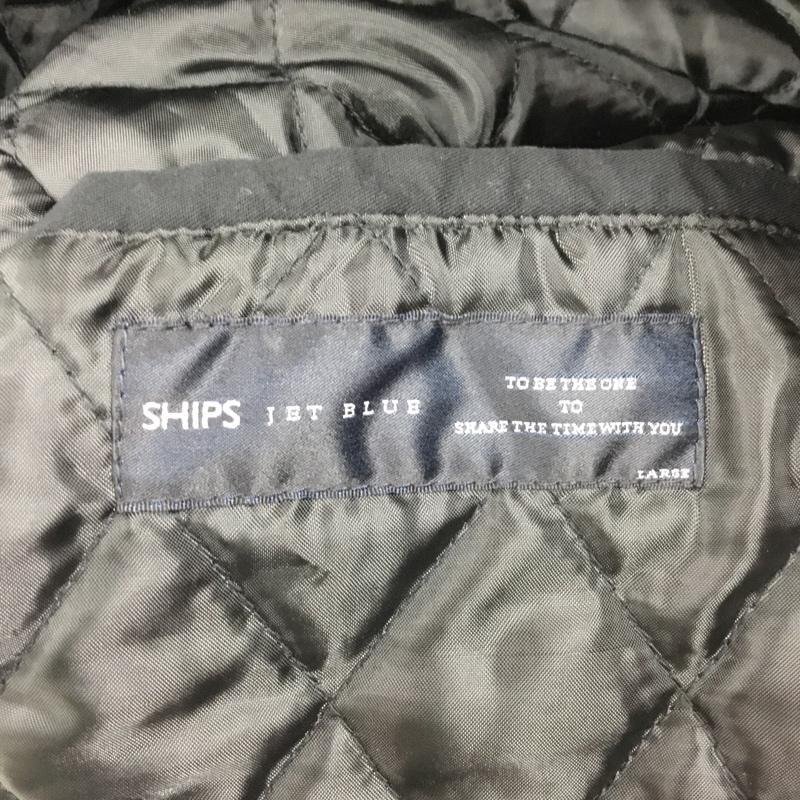 SHIPS JET BLUE
TO BE THE ONE
TO
SHARE THE TIME WITH YOU
LARGE